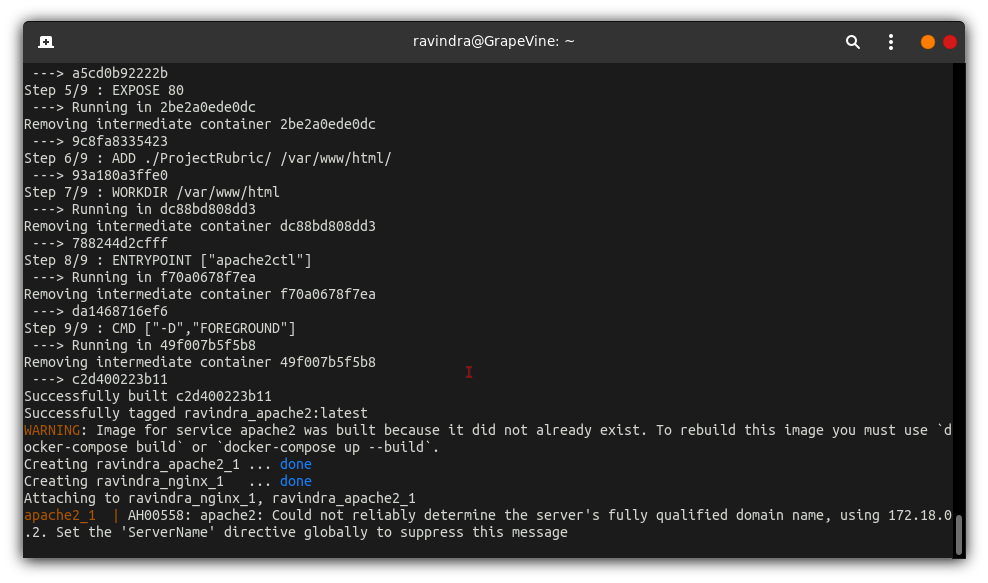 ravindra@GrapeVine: ~
---> a5cd0b92222b
Step 5/9 : EXPOSE 80
---> Running in 2be2a0ede0dc
Removing intermediate container 2be2a0ede0dc
---> 9c8fa8335423
Step 6/9 : ADD ./ProjectRubric/ /var/www/html/
---> 93a180a3ffe0
Step 7/9 : WORKDIR /var/www/html
---> Running in dc88bd808dd3
Removing intermediate container dc88bd808dd3
---> 788244d2cfff
Step 8/9 : ENTRYPOINT ["apache2ctl"]
---> Running in f70a0678f7ea
Removing intermediate container f70a0678f7ea
---> da1468716ef6
Step 9/9 : CMD ["-D","FOREGROUND"]
---> Running in 49f007b5f5b8
Removing intermediate container 49f007b5f5b8
---> c2d400223b11
Successfully built c2d400223b11
Successfully tagged ravindra_apache2:latest
WARNING: Image for service apache2 was built because it did not already exist. To rebuild this image you must use `d
ocker-compose build` or `docker-compose up --build`.
Creating ravindra_apache2_1 ... done
Creating ravindra_nginx_1   ... done
Attaching to ravindra_nginx_1, ravindra_apache2_1
apache2_1  | AH00558: apache2: Could not reliably determine the server's fully qualified domain name, using 172.18.0
.2. Set the 'ServerName' directive globally to suppress this message